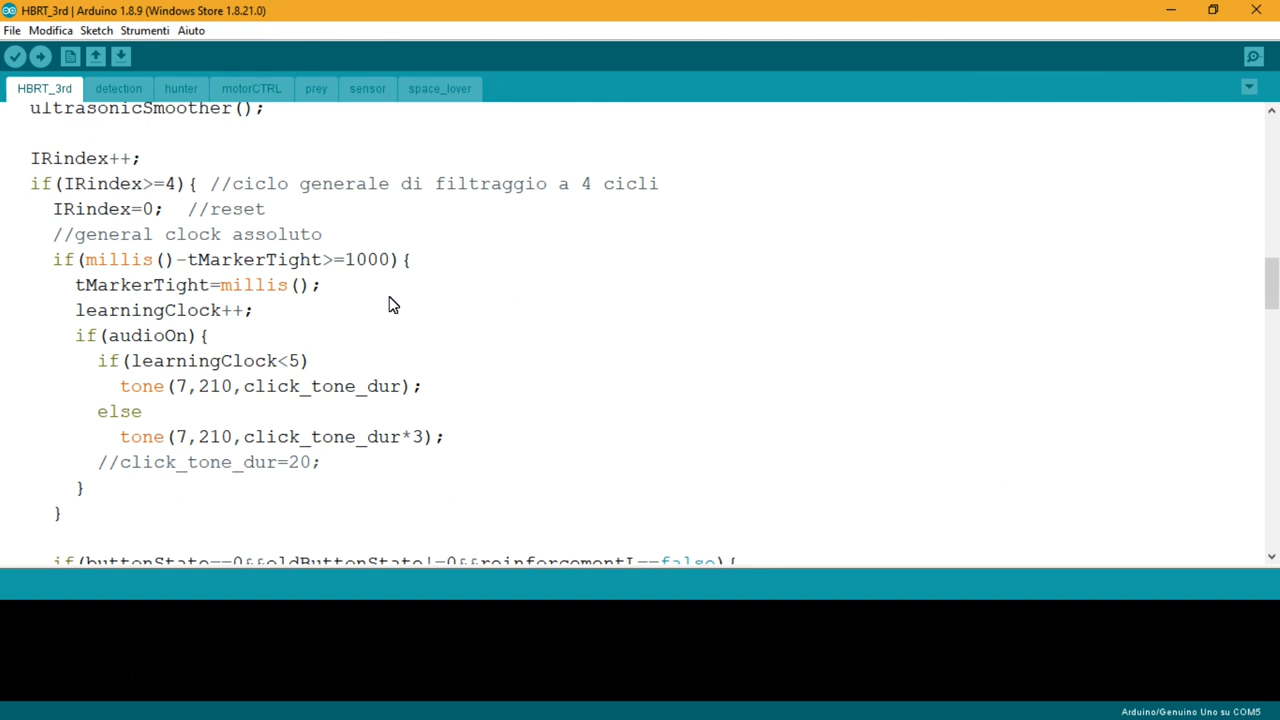 HBRT_3rd | Arduino 1.8.9 (Windows Store 1.8.21.0)
File Modifica Sketch Strumenti Aiuto
HBRT_3rd detection hunter motorCTRL prey sensor space_lover
ultrasonicSmoother();
IRindex++;
if(IRindex>=4){ //ciclo generale di filtraggio a 4 cicli
IRindex=0; //reset
//general clock assoluto
if(millis()-tMarkerTight>=1000){
tMarkerTight=millis();
learningClock++;
if(audioOn){
if(learningClock<5)
tone(7,210,click_tone_dur);
else
tone(7,210,click_tone_dur*3);
//click_tone_dur=20;
}
}
if(buttonState==0&&oldButtonState!=0&&reinforcementL==false){
Arduino/Genuino Uno su COM5